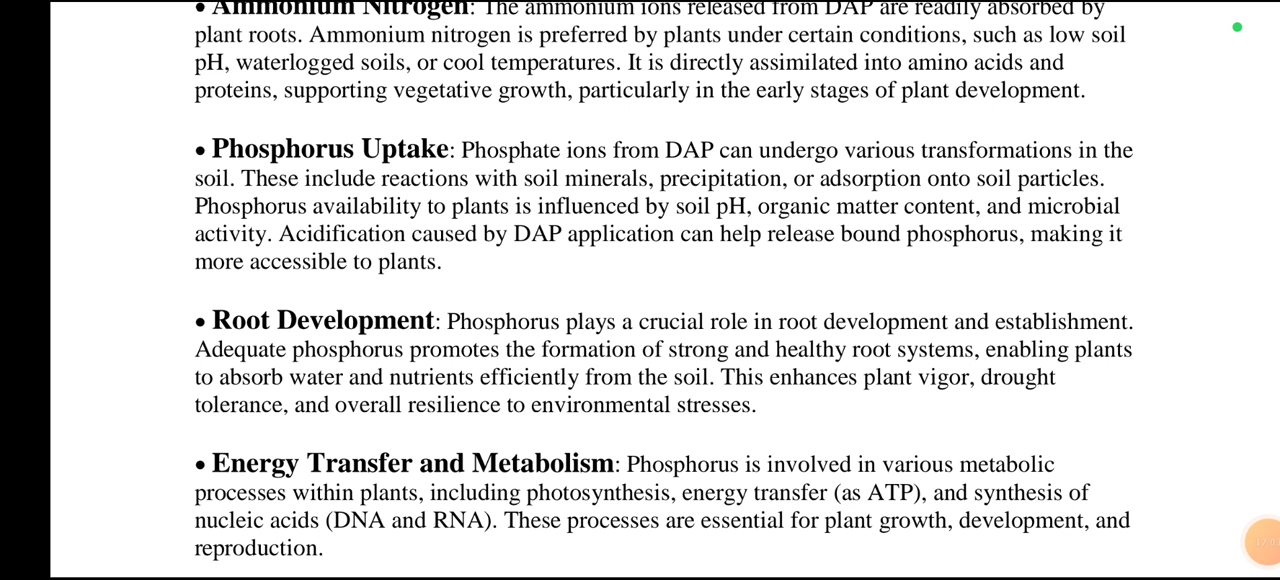 • Ammonium Nitrogen: The ammonium ions released from DAP are readily absorbed by
plant roots. Ammonium nitrogen is preferred by plants under certain conditions, such as low soil
pH, waterlogged soils, or cool temperatures. It is directly assimilated into amino acids and
proteins, supporting vegetative growth, particularly in the early stages of plant development.
• Phosphorus Uptake: Phosphate ions from DAP can undergo various transformations in the
soil. These include reactions with soil minerals, precipitation, or adsorption onto soil particles.
Phosphorus availability to plants is influenced by soil pH, organic matter content, and microbial
activity. Acidification caused by DAP application can help release bound phosphorus, making it
more accessible to plants.
• Root Development: Phosphorus plays a crucial role in root development and establishment.
Adequate phosphorus promotes the formation of strong and healthy root systems, enabling plants
to absorb water and nutrients efficiently from the soil. This enhances plant vigor, drought
tolerance, and overall resilience to environmental stresses.
• Energy Transfer and Metabolism: Phosphorus is involved in various metabolic
processes within plants, including photosynthesis, energy transfer (as ATP), and synthesis of
nucleic acids (DNA and RNA). These processes are essential for plant growth, development, and
reproduction.